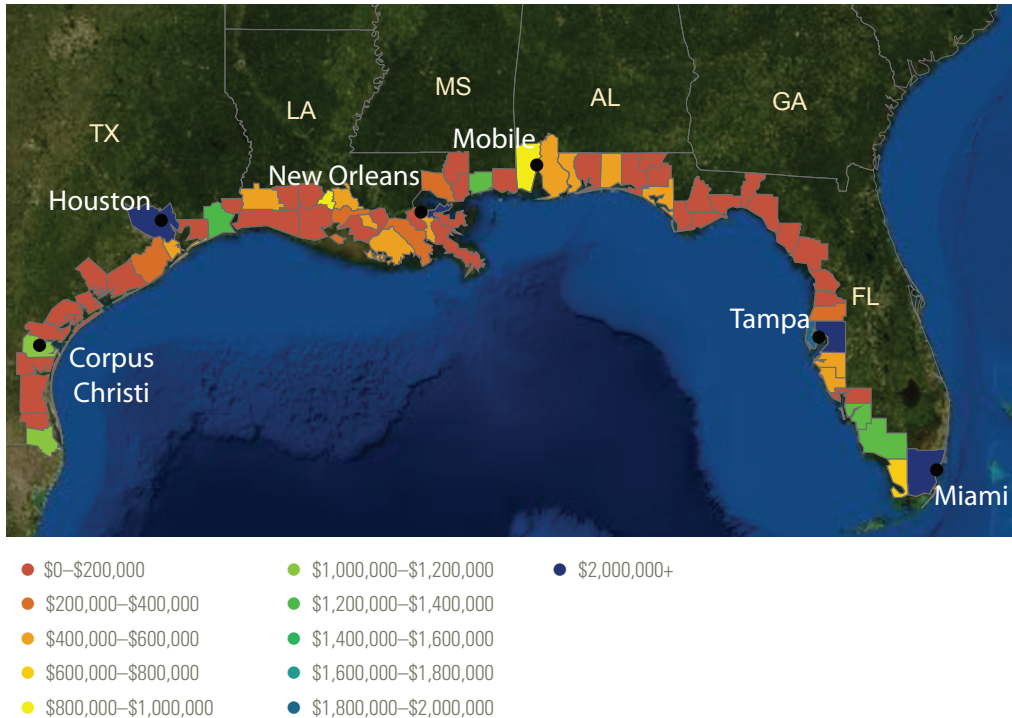 MS
AL
GA
LA
TX
Mobile
New Orleans
Houston
FL
Tampa
Corpus
Christi
Miami
$0–$200,000
$200,000–$400,000
$400,000–$600,000
$600,000–$800,000
$800,000–$1,000,000
$1,000,000–$1,200,000
$1,200,000–$1,400,000
$1,400,000–$1,600,000
$1,600,000–$1,800,000
$1,800,000–$2,000,000
$2,000,000+